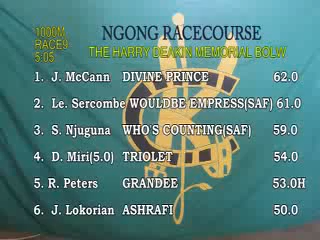 1000M
RACE9
5:05
NGONG RACECOURSE
THE HARRY DEAKIN MEMORIAL BOLW
1. J. McCann DIVINE PRINCE 62.0
2. Le. Sercombe WOULDBE EMPRESS(SAF) 61.0
3. S. Njuguna WHO'S COUNTING(SAF) 59.0
4. D. Miri(5.0) TRIOLET 54.0
5. R. Peters GRANDEE 53.0H
6. J. Lokorian ASHRAFI 50.0